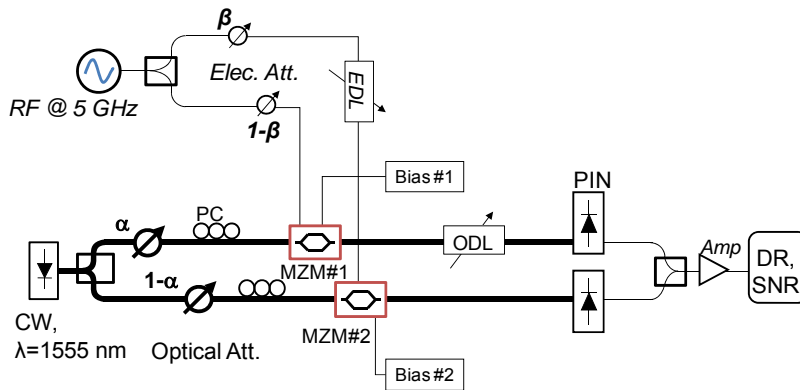 β
Elec. Att.
EDL
RF @ 5 GHz
1-β
Bias #1
PIN
α
PC
ODL
Amp
DR,
SNR
MZM#1
1-α
MZM#2
CW,
λ=1555 nm
Optical Att.
Bias #2